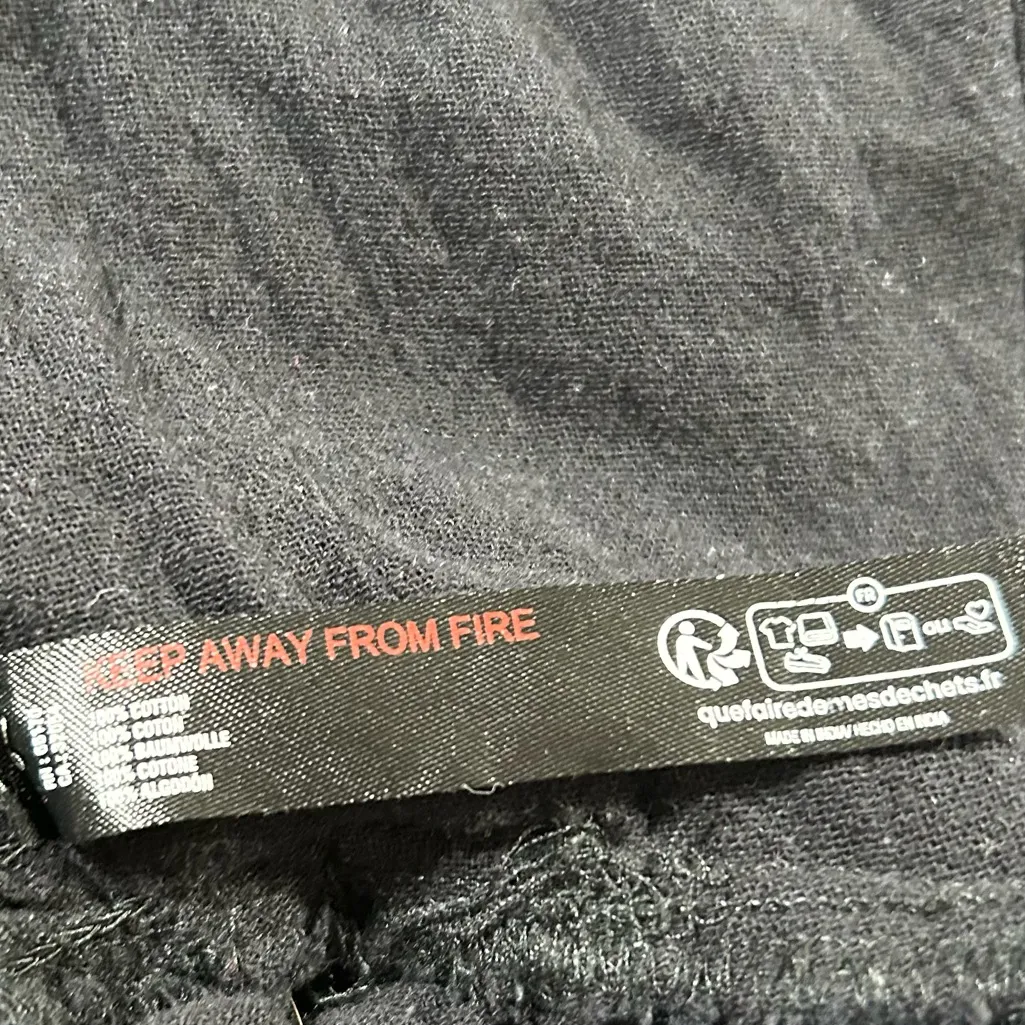 KEEP AWAY FROM FIRE
100% COTTON
100% COTON
100% BAUMWOLLE
100% COTONE
100% ALGODÓN
FR
ou
quefairedemesdechets.fr
MADE IN INDIA/ HECHO EN INDIA